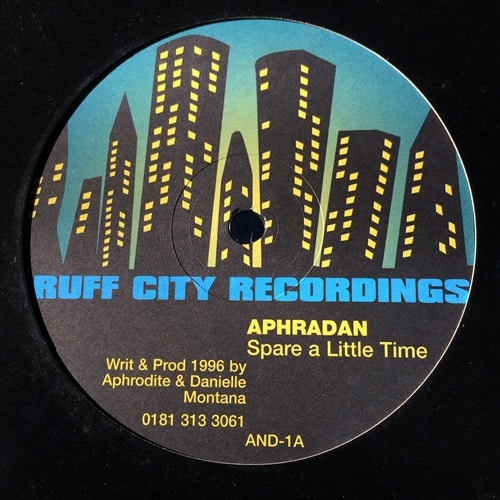 RUFF CITY RECORDINGS
APHRADAN
Spare a Little Time
Writ & Prod 1996 by
Aphrodite & Danielle
Montana
0181 313 3061
AND-1A